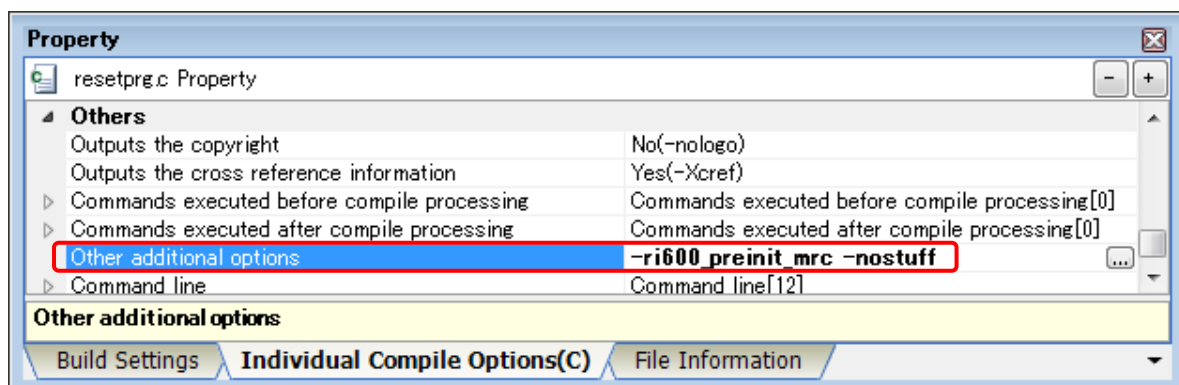 Property
resetprg.c Property
Others
Outputs the copyright No(-nologo)
Outputs the cross reference information Yes(-Xcref)
Commands executed before compile processing Commands executed before compile processing[0]
Commands executed after compile processing Commands executed after compile processing[0]
Other additional options -ri600_preinit_mrc -nostuff ...
Command line Command line[12]
Other additional options
Build Settings Individual Compile Options(C) File Information